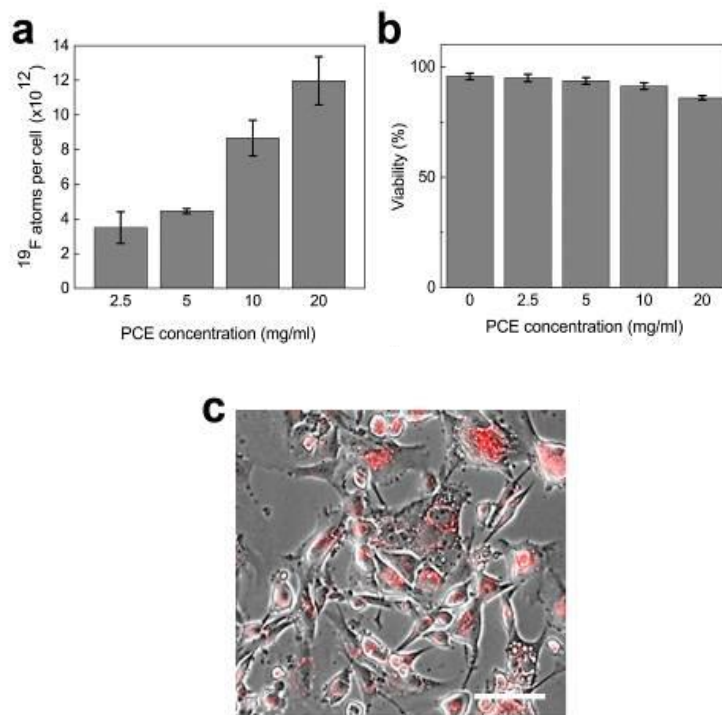 a
14
12
10
8
6
4
2
0
2.5 5 10 20
19F atoms per cell (x10^12)
PCE concentration (mg/ml)
b
100
50
0
0 2.5 5 10 20
Viability (%)
PCE concentration (mg/ml)
c